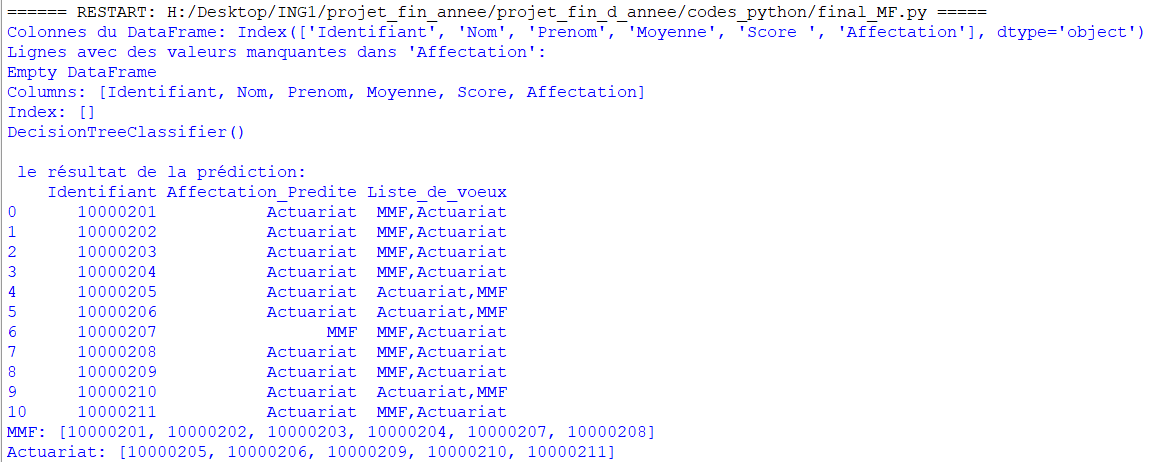 ====== RESTART: H:/Desktop/ING1/projet_fin_annee/projet_fin_d_annee/codes_python/final_MF.py =====
Colonnes du DataFrame: Index(['Identifiant', 'Nom', 'Prenom', 'Moyenne', 'Score ', 'Affectation'], dtype='object')
Lignes avec des valeurs manquantes dans 'Affectation':
Empty DataFrame
Columns: [Identifiant, Nom, Prenom, Moyenne, Score, Affectation]
Index: []
DecisionTreeClassifier()
 le résultat de la prédiction:
    Identifiant Affectation_Predite Liste_de_voeux
0      10000201           Actuariat  MMF,Actuariat
1      10000202           Actuariat  MMF,Actuariat
2      10000203           Actuariat  MMF,Actuariat
3      10000204           Actuariat  MMF,Actuariat
4      10000205           Actuariat  Actuariat,MMF
5      10000206           Actuariat  Actuariat,MMF
6      10000207                 MMF  MMF,Actuariat
7      10000208           Actuariat  MMF,Actuariat
8      10000209           Actuariat  MMF,Actuariat
9      10000210           Actuariat  Actuariat,MMF
10     10000211           Actuariat  MMF,Actuariat
MMF: [10000201, 10000202, 10000203, 10000204, 10000207, 10000208]
Actuariat: [10000205, 10000206, 10000209, 10000210, 10000211]